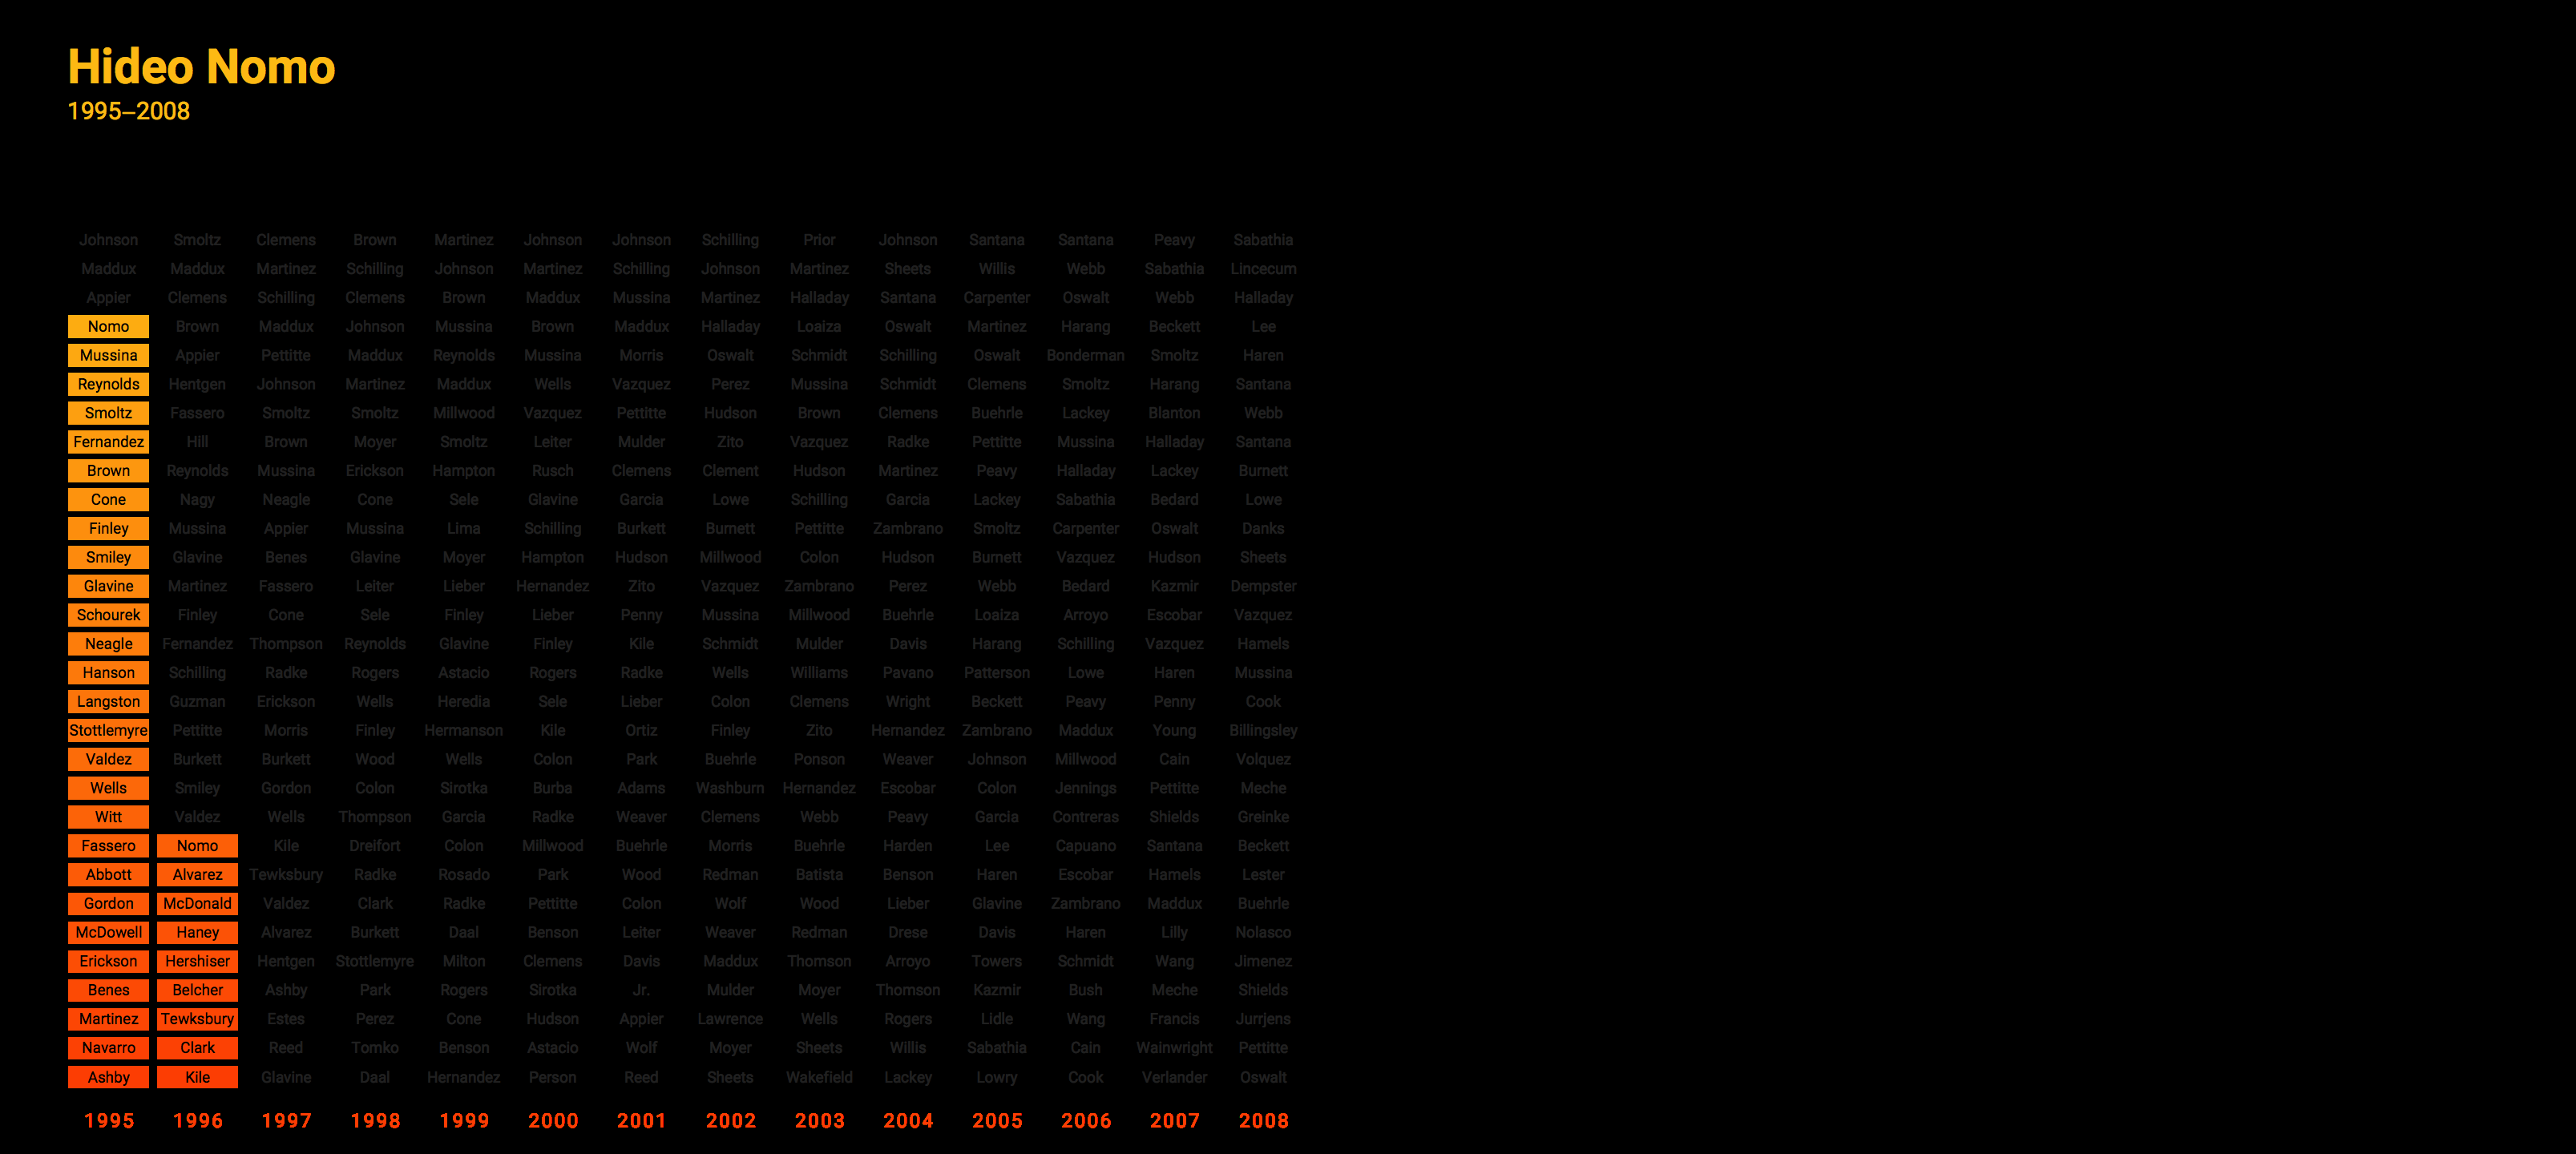 Hideo Nomo
1995–2008
Johnson Smoltz Clemens Brown Martinez Johnson Johnson Schilling Prior Johnson Santana Santana Peavy Sabathia
Maddux Maddux Martinez Schilling Johnson Martinez Schilling Johnson Martinez Sheets Willis Webb Sabathia Lincecum
Appier Clemens Schilling Clemens Brown Maddux Mussina Martinez Halladay Santana Carpenter Oswalt Webb Halladay
Nomo Brown Maddux Johnson Mussina Brown Maddux Halladay Loaiza Oswalt Martinez Harang Beckett Lee
Mussina Appier Pettitte Maddux Reynolds Mussina Morris Oswalt Schmidt Schilling Oswalt Bonderman Smoltz Haren
Reynolds Hentgen Johnson Martinez Maddux Wells Vazquez Perez Mussina Schmidt Clemens Smoltz Harang Santana
Smoltz Fassero Smoltz Smoltz Millwood Vazquez Pettitte Hudson Brown Clemens Buehrle Lackey Blanton Webb
Fernandez Hill Brown Moyer Smoltz Leiter Mulder Zito Vazquez Radke Pettitte Mussina Halladay Santana
Brown Reynolds Mussina Erickson Hampton Rusch Clemens Clement Hudson Martinez Peavy Halladay Lackey Burnett
Cone Nagy Neagle Cone Sele Glavine Garcia Lowe Schilling Garcia Lackey Sabathia Bedard Lowe
Finley Mussina Appier Mussina Lima Schilling Burkett Burnett Pettitte Zambrano Smoltz Carpenter Oswalt Danks
Smiley Glavine Benes Glavine Moyer Hampton Hudson Millwood Colon Hudson Burnett Vazquez Hudson Sheets
Glavine Martinez Fassero Leiter Lieber Hernandez Zito Vazquez Zambrano Perez Webb Bedard Kazmir Dempster
Schourek Finley Cone Sele Finley Lieber Penny Mussina Millwood Buehrle Loaiza Arroyo Escobar Vazquez
Neagle Fernandez Thompson Reynolds Glavine Finley Kile Schmidt Mulder Davis Harang Schilling Vazquez Hamels
Hanson Schilling Radke Rogers Astacio Rogers Radke Wells Williams Pavano Patterson Lowe Haren Mussina
Langston Guzman Erickson Wells Heredia Sele Lieber Colon Clemens Wright Beckett Peavy Penny Cook
Stottlemyre Pettitte Morris Finley Hermanson Kile Ortiz Finley Zito Hernandez Zambrano Maddux Young Billingsley
Valdez Burkett Burkett Wood Wells Colon Park Buehrle Ponson Weaver Johnson Millwood Cain Volquez
Wells Smiley Gordon Colon Sirotka Burba Adams Washburn Hernandez Escobar Colon Jennings Pettitte Meche
Witt Valdez Wells Thompson Garcia Radke Weaver Clemens Webb Peavy Garcia Contreras Shields Greinke
Fassero Nomo Kile Dreifort Colon Millwood Buehrle Morris Buehrle Harden Lee Capuano Santana Beckett
Abbott Alvarez Tewksbury Radke Rosado Park Wood Redman Batista Benson Haren Escobar Hamels Lester
Gordon McDonald Valdez Clark Radke Pettitte Colon Wolf Wood Lieber Glavine Zambrano Maddux Buehrle
McDowell Haney Alvarez Burkett Daal Benson Leiter Weaver Redman Drese Davis Haren Lilly Nolasco
Erickson Hershiser Hentgen Stottlemyre Milton Clemens Davis Maddux Thomson Arroyo Towers Schmidt Wang Jimenez
Benes Belcher Ashby Park Rogers Sirotka Jr. Mulder Moyer Thomson Kazmir Bush Meche Shields
Martinez Tewksbury Estes Perez Cone Hudson Appier Lawrence Wells Rogers Lidle Wang Francis Jurrjens
Navarro Clark Reed Tomko Benson Astacio Wolf Moyer Sheets Willis Sabathia Cain Wainwright Pettitte
Ashby Kile Glavine Daal Hernandez Person Reed Sheets Wakefield Lackey Lowry Cook Verlander Oswalt
1995 1996 1997 1998 1999 2000 2001 2002 2003 2004 2005 2006 2007 2008